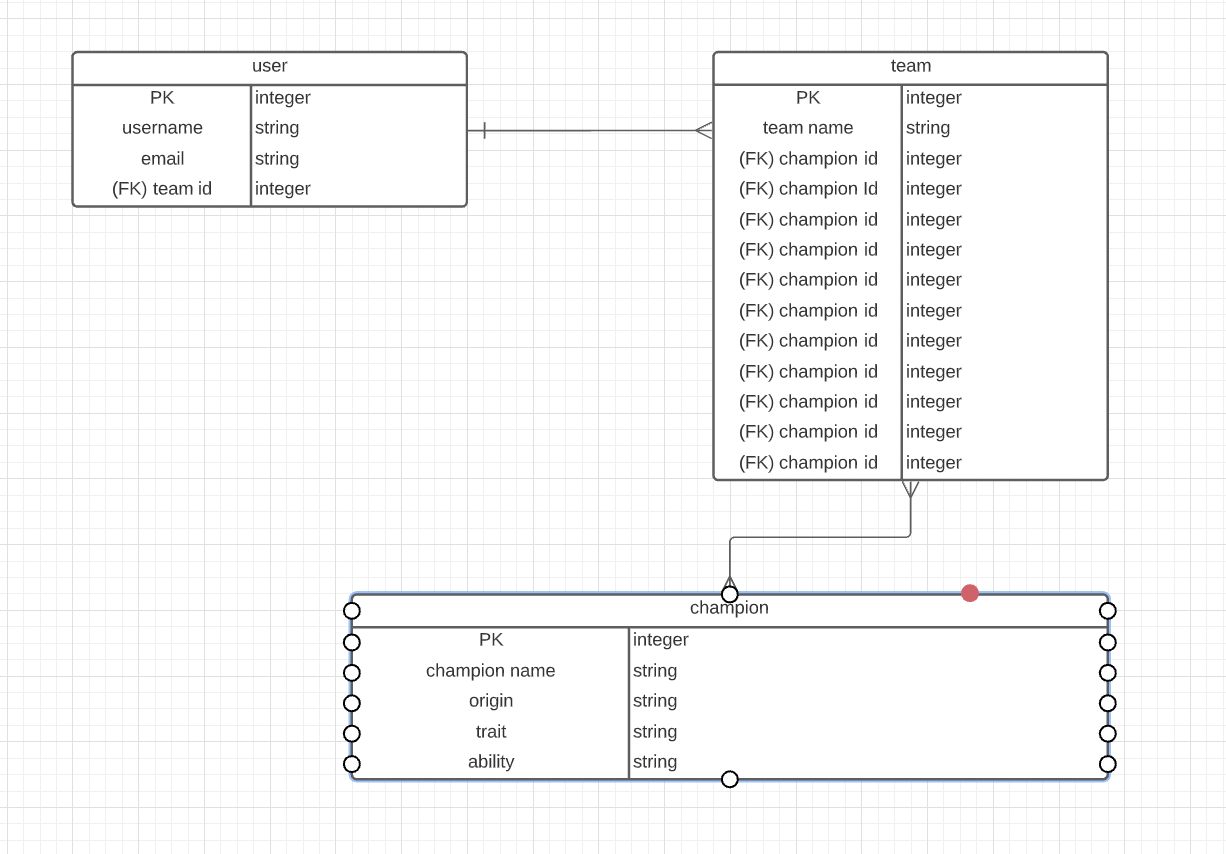 user
PK integer
username string
email string
(FK) team id integer
team
PK integer
team name string
(FK) champion id integer
(FK) champion Id integer
(FK) champion id integer
(FK) champion id integer
(FK) champion id integer
(FK) champion id integer
(FK) champion id integer
(FK) champion id integer
(FK) champion id integer
(FK) champion id integer
(FK) champion id integer
champion
PK integer
champion name string
origin string
trait string
ability string